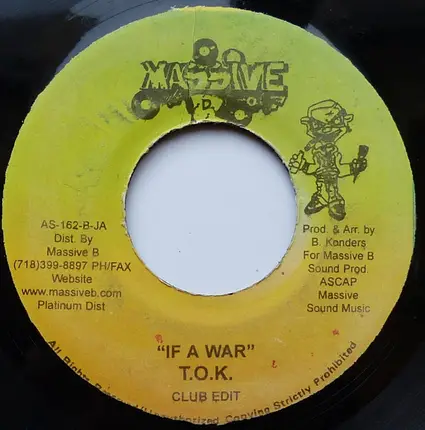 MASSIVE
B
AS-162-B-JA
Dist. By
Massive B
(718)399-8897 PH/FAX
Website
www.massiveb.com
Platinum Dist
Prod. & Arr. by
B. Konders
For Massive B
Sound Prod.
ASCAP
Massive
Sound Music
"IF A WAR"
T.O.K.
CLUB EDIT
All Rights Unauthorized Copying Strictly Prohibited